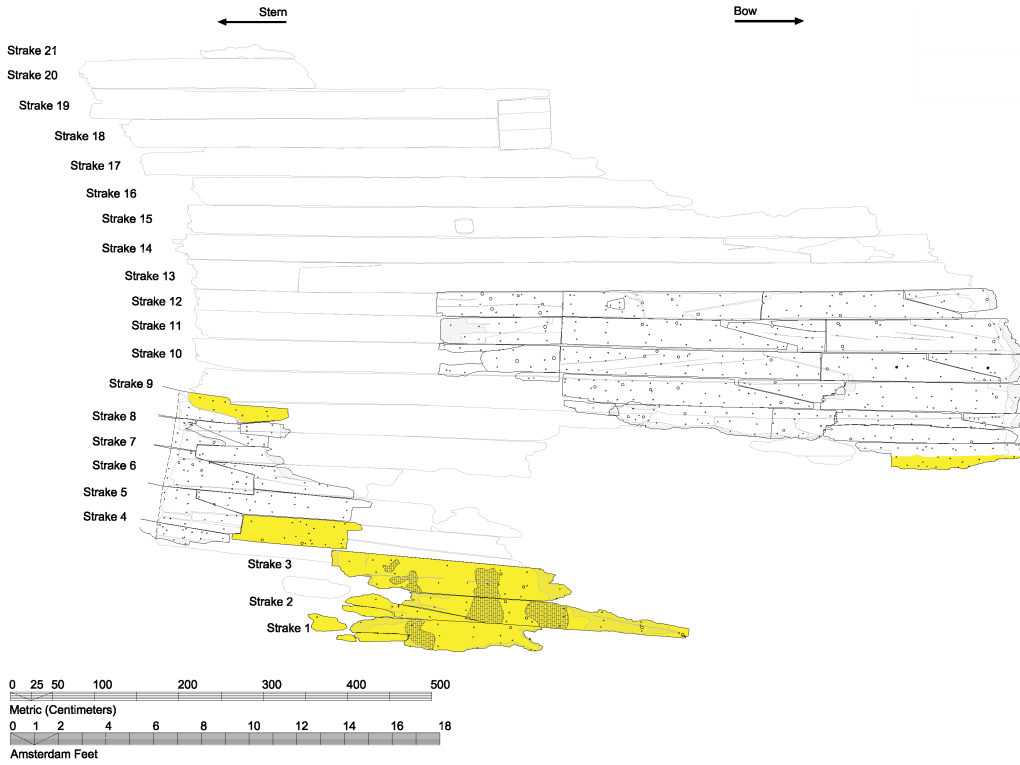 Stern
Bow
Strake 21
Strake 20
Strake 19
Strake 18
Strake 17
Strake 16
Strake 15
Strake 14
Strake 13
Strake 12
Strake 11
Strake 10
Strake 9
Strake 8
Strake 7
Strake 6
Strake 5
Strake 4
Strake 3
Strake 2
Strake 1
0 25 50 100 200 300 400 500
Metric (Centimeters)
0 1 2 4 6 8 10 12 14 16 18
Amsterdam Feet